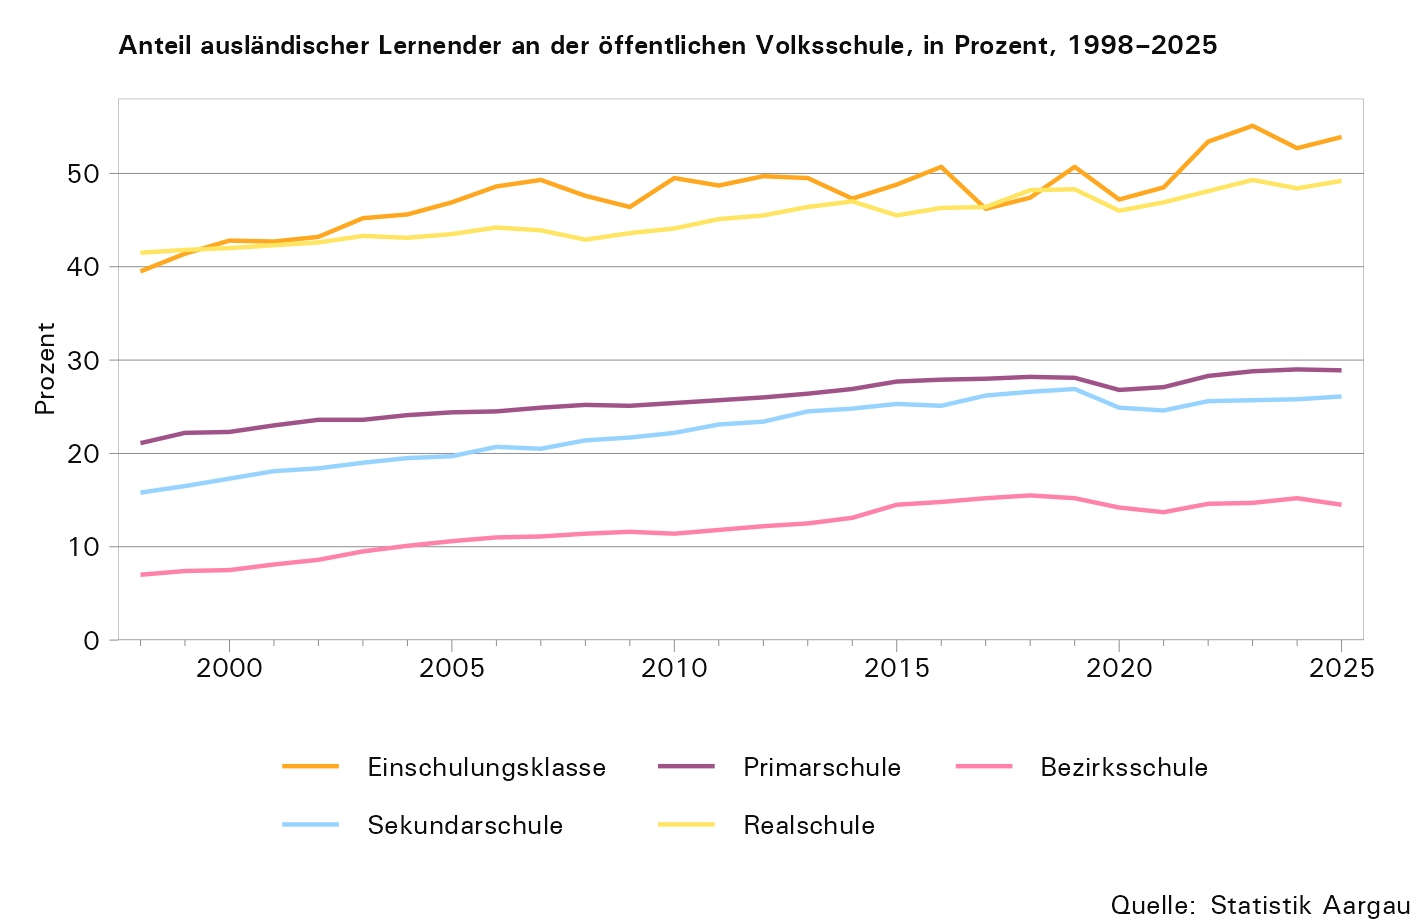 Anteil ausländischer Lernender an der öffentlichen Volksschule, in Prozent, 1998–2025
Prozent
50
40
30
20
10
0
2000 2005 2010 2015 2020 2025
Einschulungsklasse Primarschule Bezirksschule
Sekundarschule Realschule
Quelle: Statistik Aargau